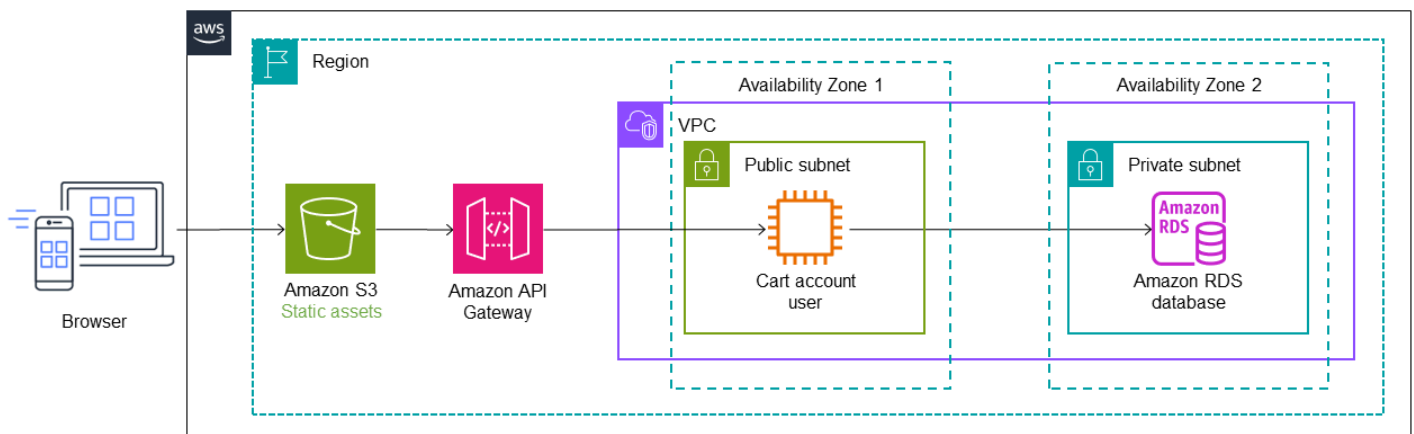 aws
Region
Availability Zone 1
Availability Zone 2
VPC
Public subnet
Private subnet
Amazon
RDS
</>
Amazon S3
Static assets
Amazon API
Gateway
Cart account
user
Amazon RDS
database
Browser